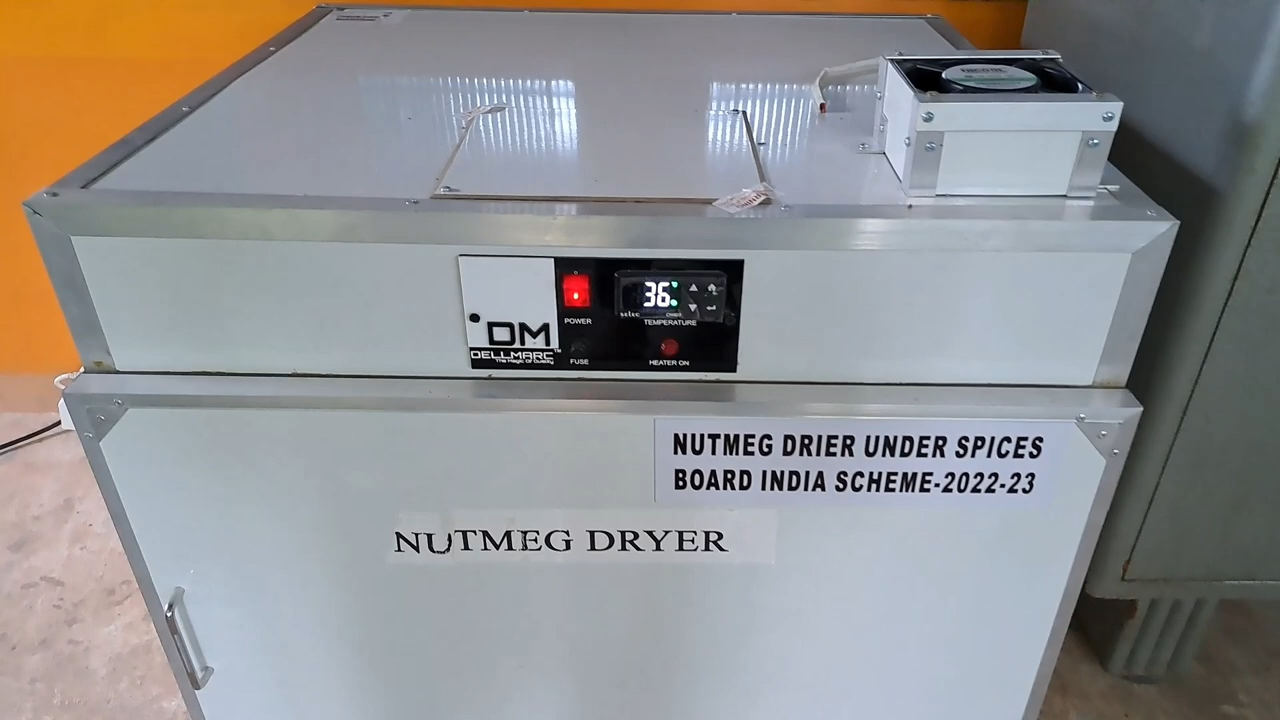 36
selec
POWER
TEMPERATURE
DM
DELLMARC™
The Magic Of Quality
FUSE
HEATER ON
NUTMEG DRIER UNDER SPICES
BOARD INDIA SCHEME-2022-23
NUTMEG DRYER